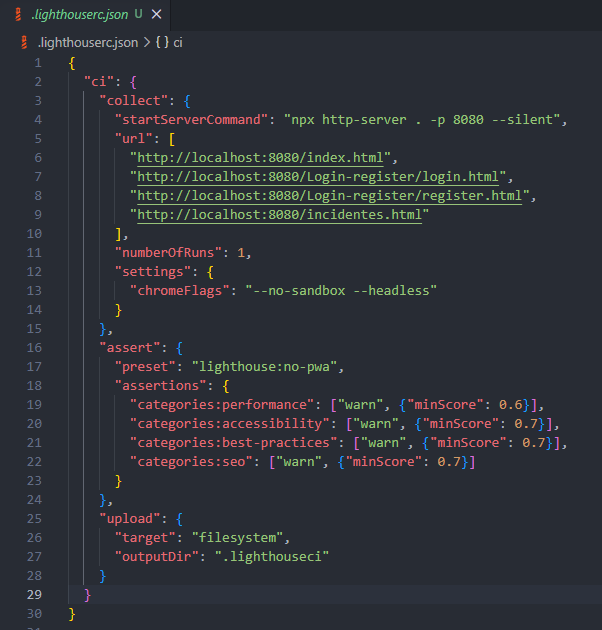 .lighthouserc.json U ×
.lighthouserc.json > {} ci
1 {
2   "ci": {
3     "collect": {
4       "startServerCommand": "npx http-server . -p 8080 --silent",
5       "url": [
6         "http://localhost:8080/index.html",
7         "http://localhost:8080/Login-register/login.html",
8         "http://localhost:8080/Login-register/register.html",
9         "http://localhost:8080/incidentes.html"
10       ],
11       "numberOfRuns": 1,
12       "settings": {
13         "chromeFlags": "--no-sandbox --headless"
14       }
15     },
16     "assert": {
17       "preset": "lighthouse:no-pwa",
18       "assertions": {
19         "categories:performance": ["warn", {"minScore": 0.6}],
20         "categories:accessibility": ["warn", {"minScore": 0.7}],
21         "categories:best-practices": ["warn", {"minScore": 0.7}],
22         "categories:seo": ["warn", {"minScore": 0.7}]
23       }
24     },
25     "upload": {
26       "target": "filesystem",
27       "outputDir": ".lighthouseci"
28     }
29   }
30 }